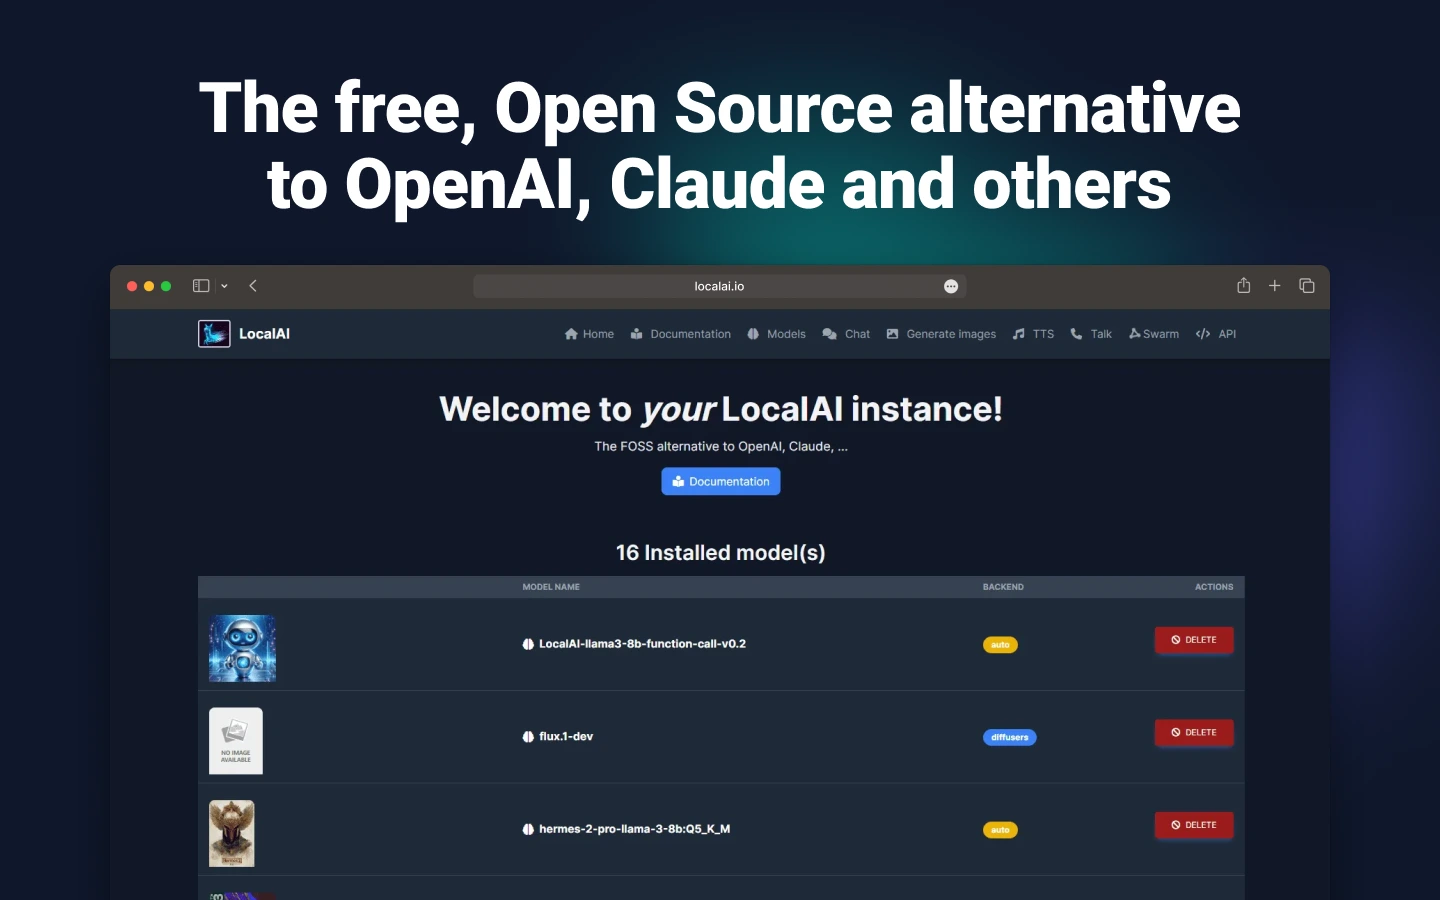 The free, Open Source alternative
to OpenAI, Claude and others
localai.io
LocalAI
Home Documentation Models Chat Generate images TTS Talk Swarm API
Welcome to your LocalAI instance!
The FOSS alternative to OpenAI, Claude, ...
Documentation
16 Installed model(s)
MODEL NAME BACKEND ACTIONS
LocalAI-llama3-8b-function-call-v0.2 auto DELETE
NO IMAGE
AVAILABLE
flux.1-dev diffusers DELETE
hermes-2-pro-llama-3-8b:Q5_K_M auto DELETE